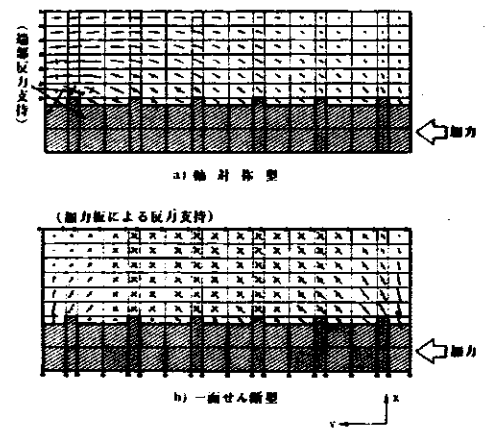 (端部反力支持)
加力
a) 軸対称型
(加力板による反力支持)
加力
b) 一面せん断型
x
Y